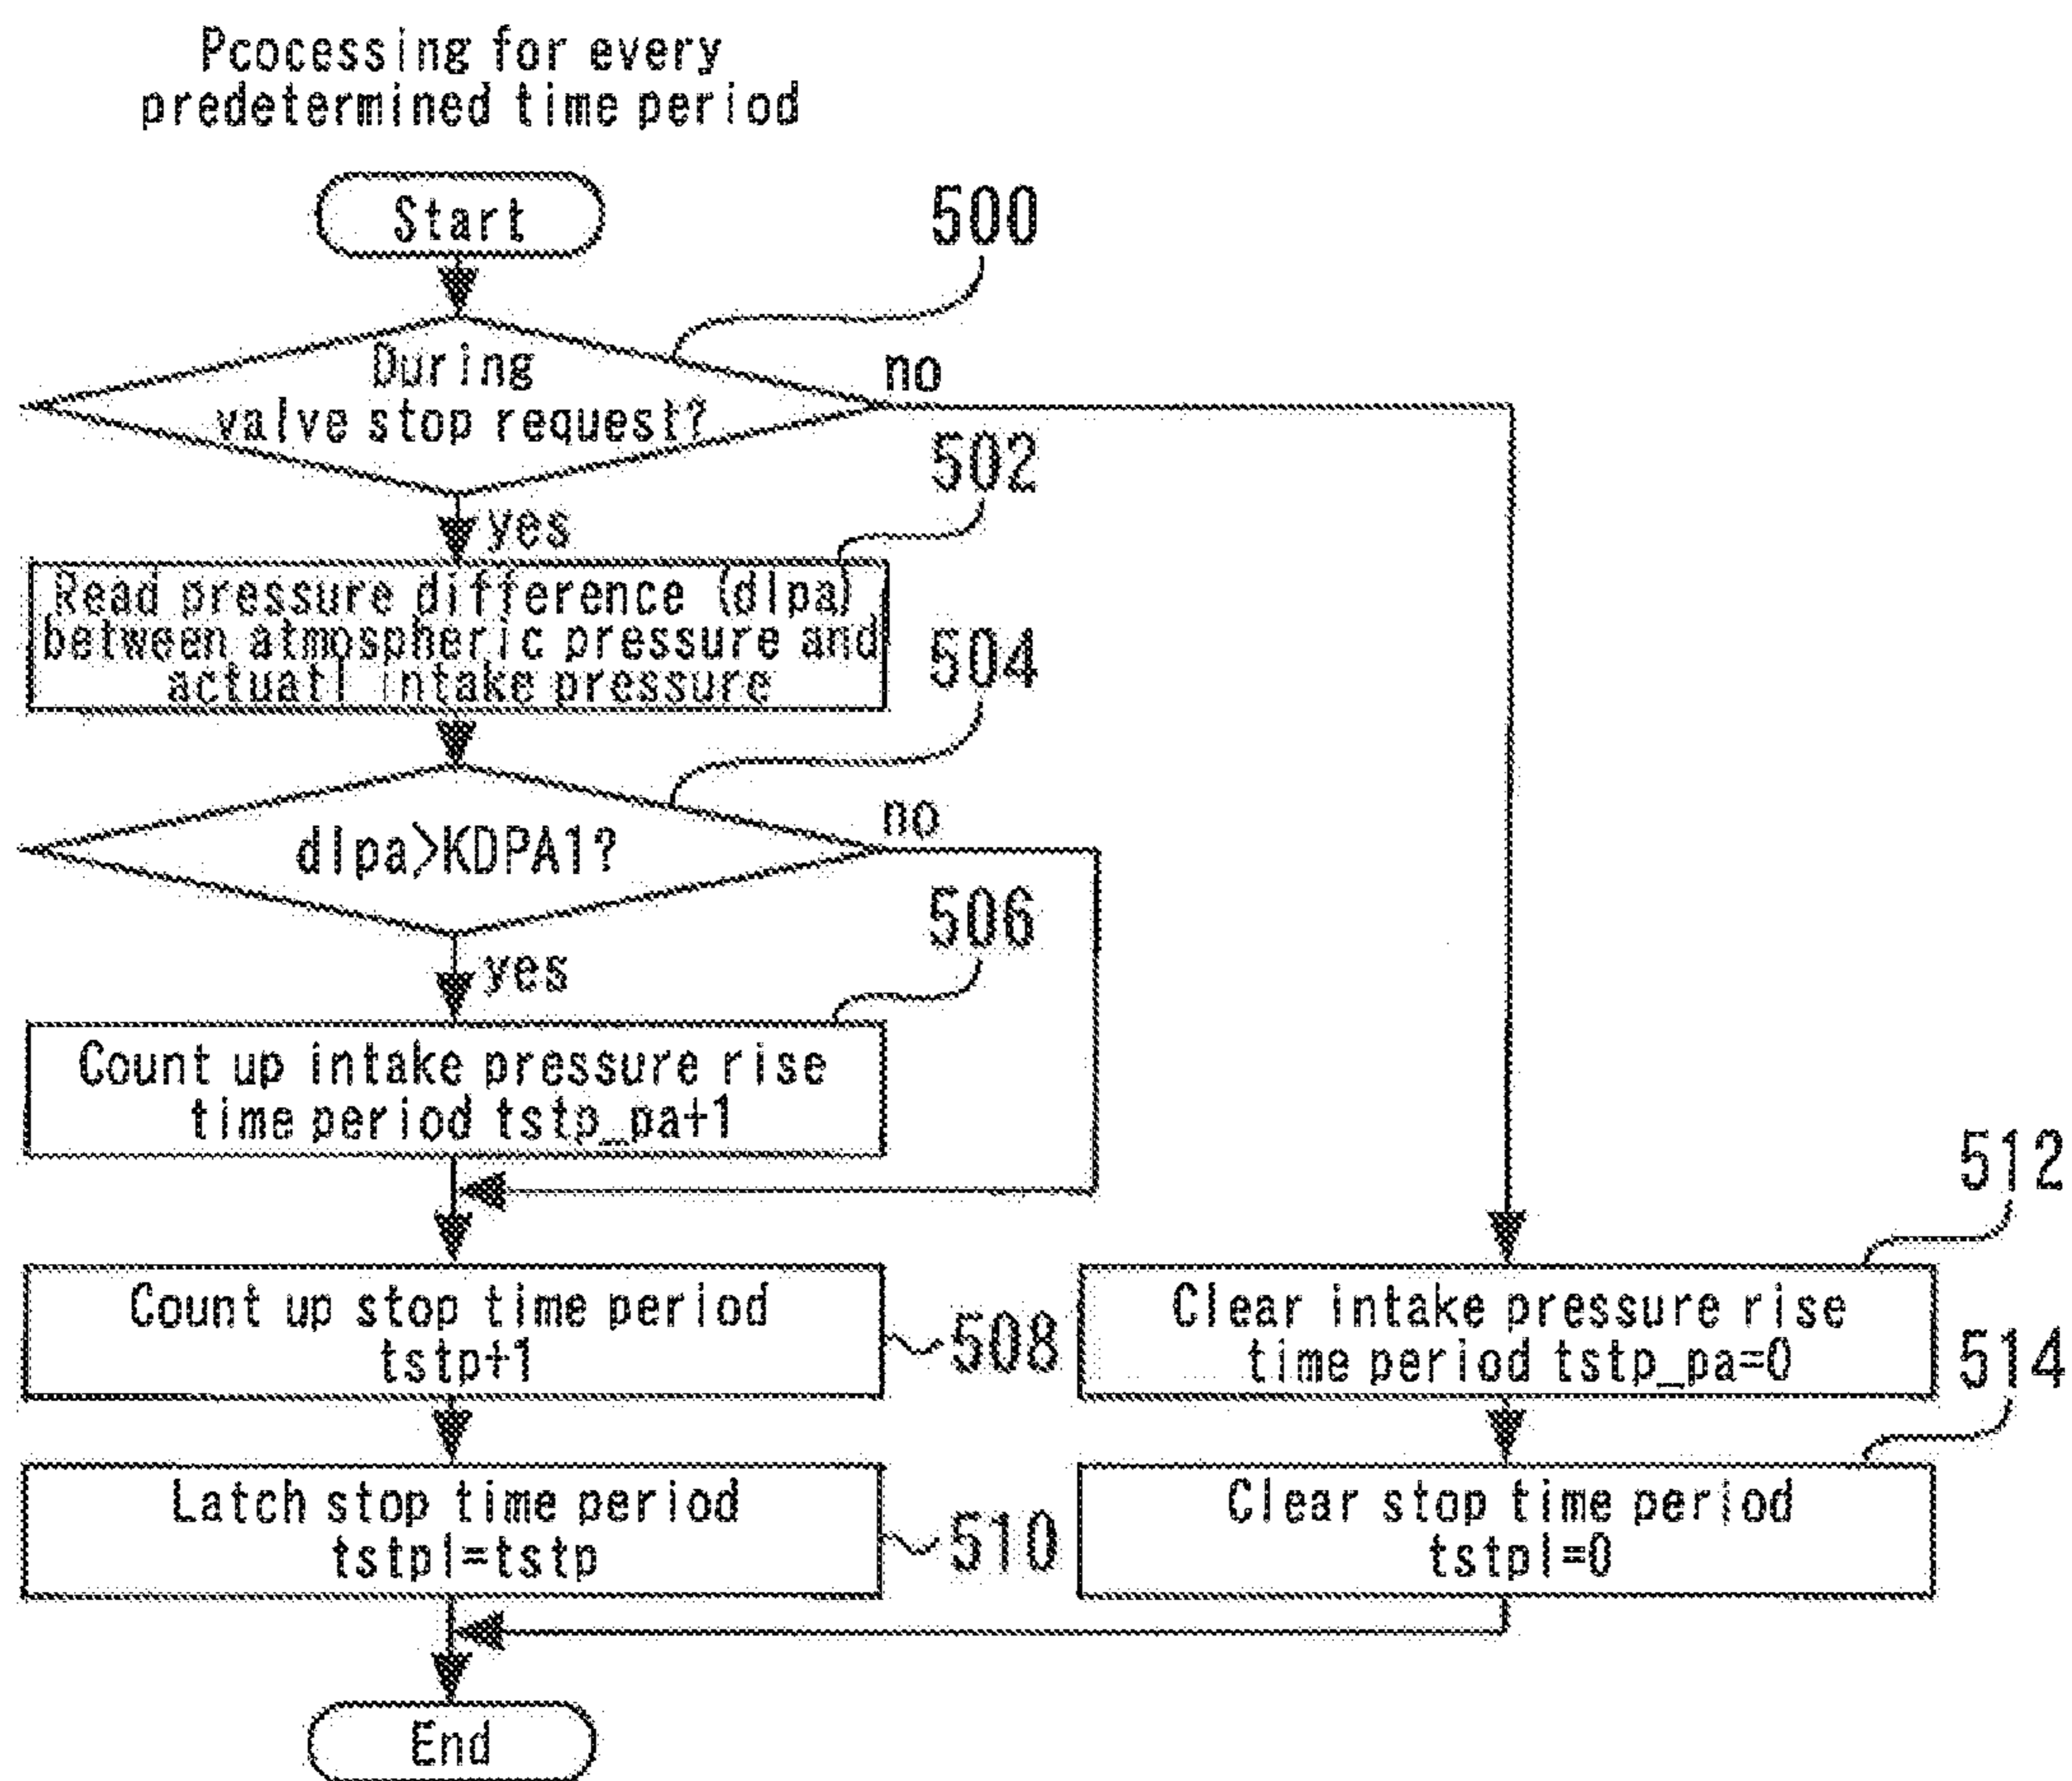 Pcocessing for every
predetermined time period
Start
500
During
valve stop request?
no
yes
502
Read pressure difference (dlpa)
between atmospheric pressure and
actuatl intake pressure
504
dlpa>KDPA1?
no
yes
506
Count up intake pressure rise
time period tstp_pa+1
Count up stop time period
tstp+1
508
Latch stop time period
tstpl=tstp
510
512
Clear intake pressure rise
time period tstp_pa=0
514
Clear stop time period
tstpl=0
End